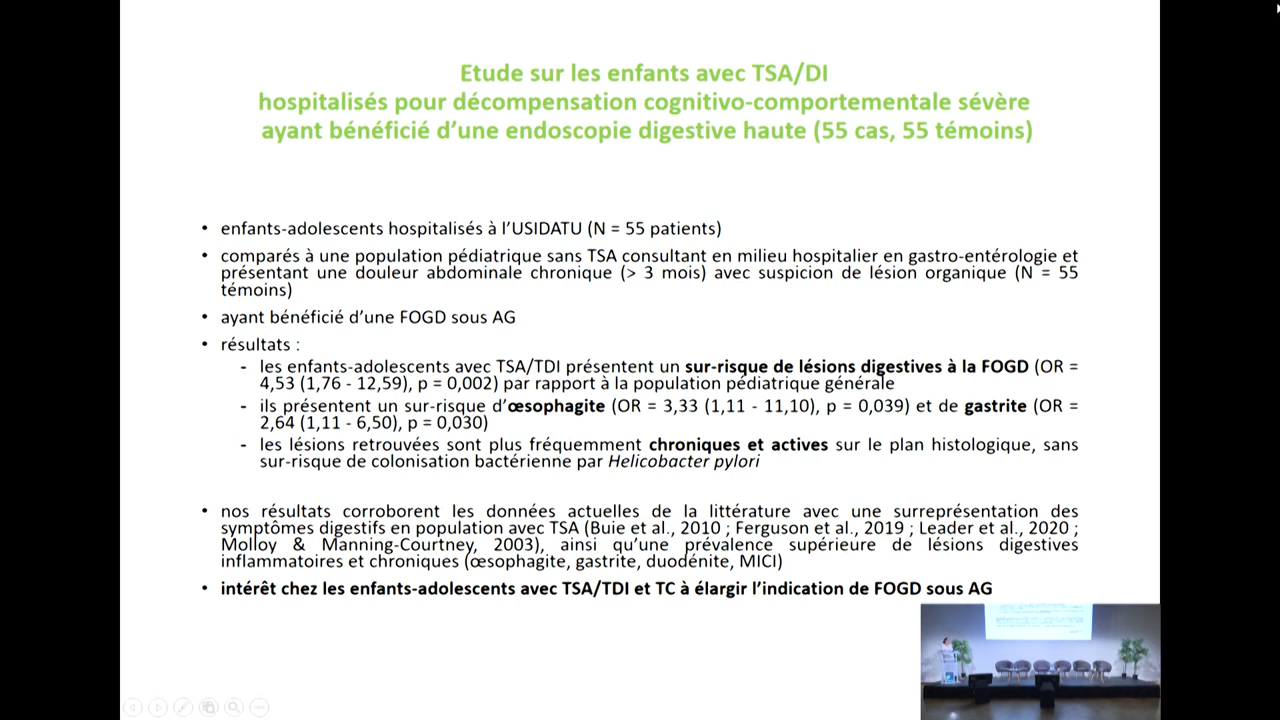 Etude sur les enfants avec TSA/DI
hospitalisés pour décompensation cognitivo-comportementale sévère
ayant bénéficié d'une endoscopie digestive haute (55 cas, 55 témoins)
• enfants-adolescents hospitalisés à l'USIDATU (N = 55 patients)
• comparés à une population pédiatrique sans TSA consultant en milieu hospitalier en gastro-entérologie et
présentant une douleur abdominale chronique (> 3 mois) avec suspicion de lésion organique (N = 55
témoins)
• ayant bénéficié d'une FOGD sous AG
• résultats :
- les enfants-adolescents avec TSA/TDI présentent un sur-risque de lésions digestives à la FOGD (OR =
4,53 (1,76 - 12,59), p = 0,002) par rapport à la population pédiatrique générale
- ils présentent un sur-risque d'œsophagite (OR = 3,33 (1,11 - 11,10), p = 0,039) et de gastrite (OR =
2,64 (1,11 - 6,50), p = 0,030)
- les lésions retrouvées sont plus fréquemment chroniques et actives sur le plan histologique, sans
sur-risque de colonisation bactérienne par Helicobacter pylori
• nos résultats corroborent les données actuelles de la littérature avec une surreprésentation des
symptômes digestifs en population avec TSA (Buie et al., 2010 ; Ferguson et al., 2019 ; Leader et al., 2020 ;
Molloy & Manning-Courtney, 2003), ainsi qu'une prévalence supérieure de lésions digestives
inflammatoires et chroniques (œsophagite, gastrite, duodénite, MICI)
• intérêt chez les enfants-adolescents avec TSA/TDI et TC à élargir l'indication de FOGD sous AG